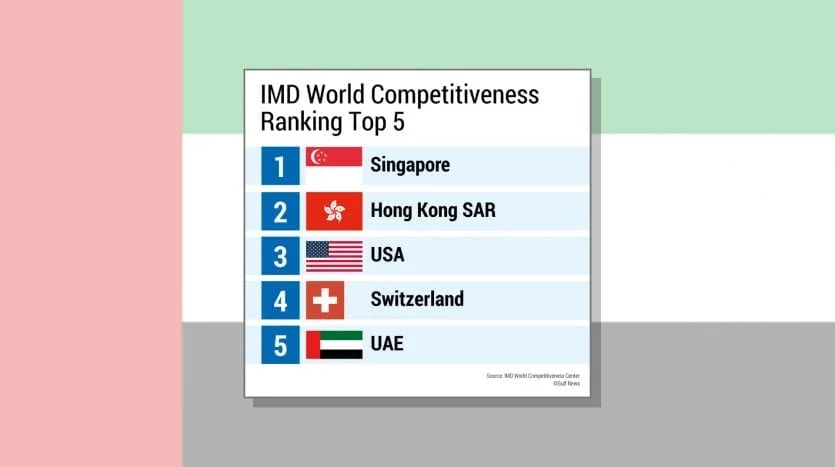 IMD World Competitiveness
Ranking Top 5
1 Singapore
2 Hong Kong SAR
3 USA
4 Switzerland
5 UAE
Source: IMD World Competitiveness Center
©Gulf News